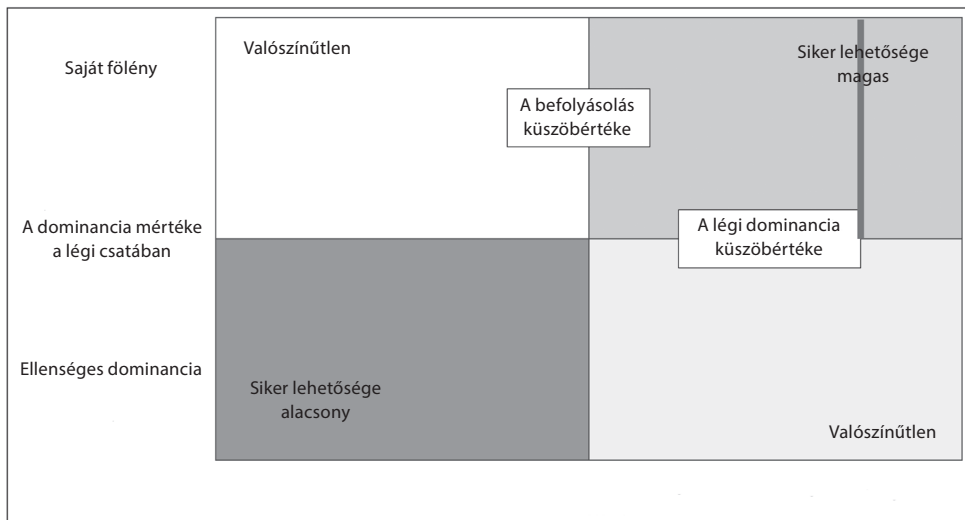 Saját fölény
Valószínűtlen
Siker lehetősége
magas
A befolyásolás
küszöbértéke
A dominancia mértéke
a légi csatában
A légi dominancia
küszöbértéke
Ellenséges dominancia
Siker lehetősége
alacsony
Valószínűtlen